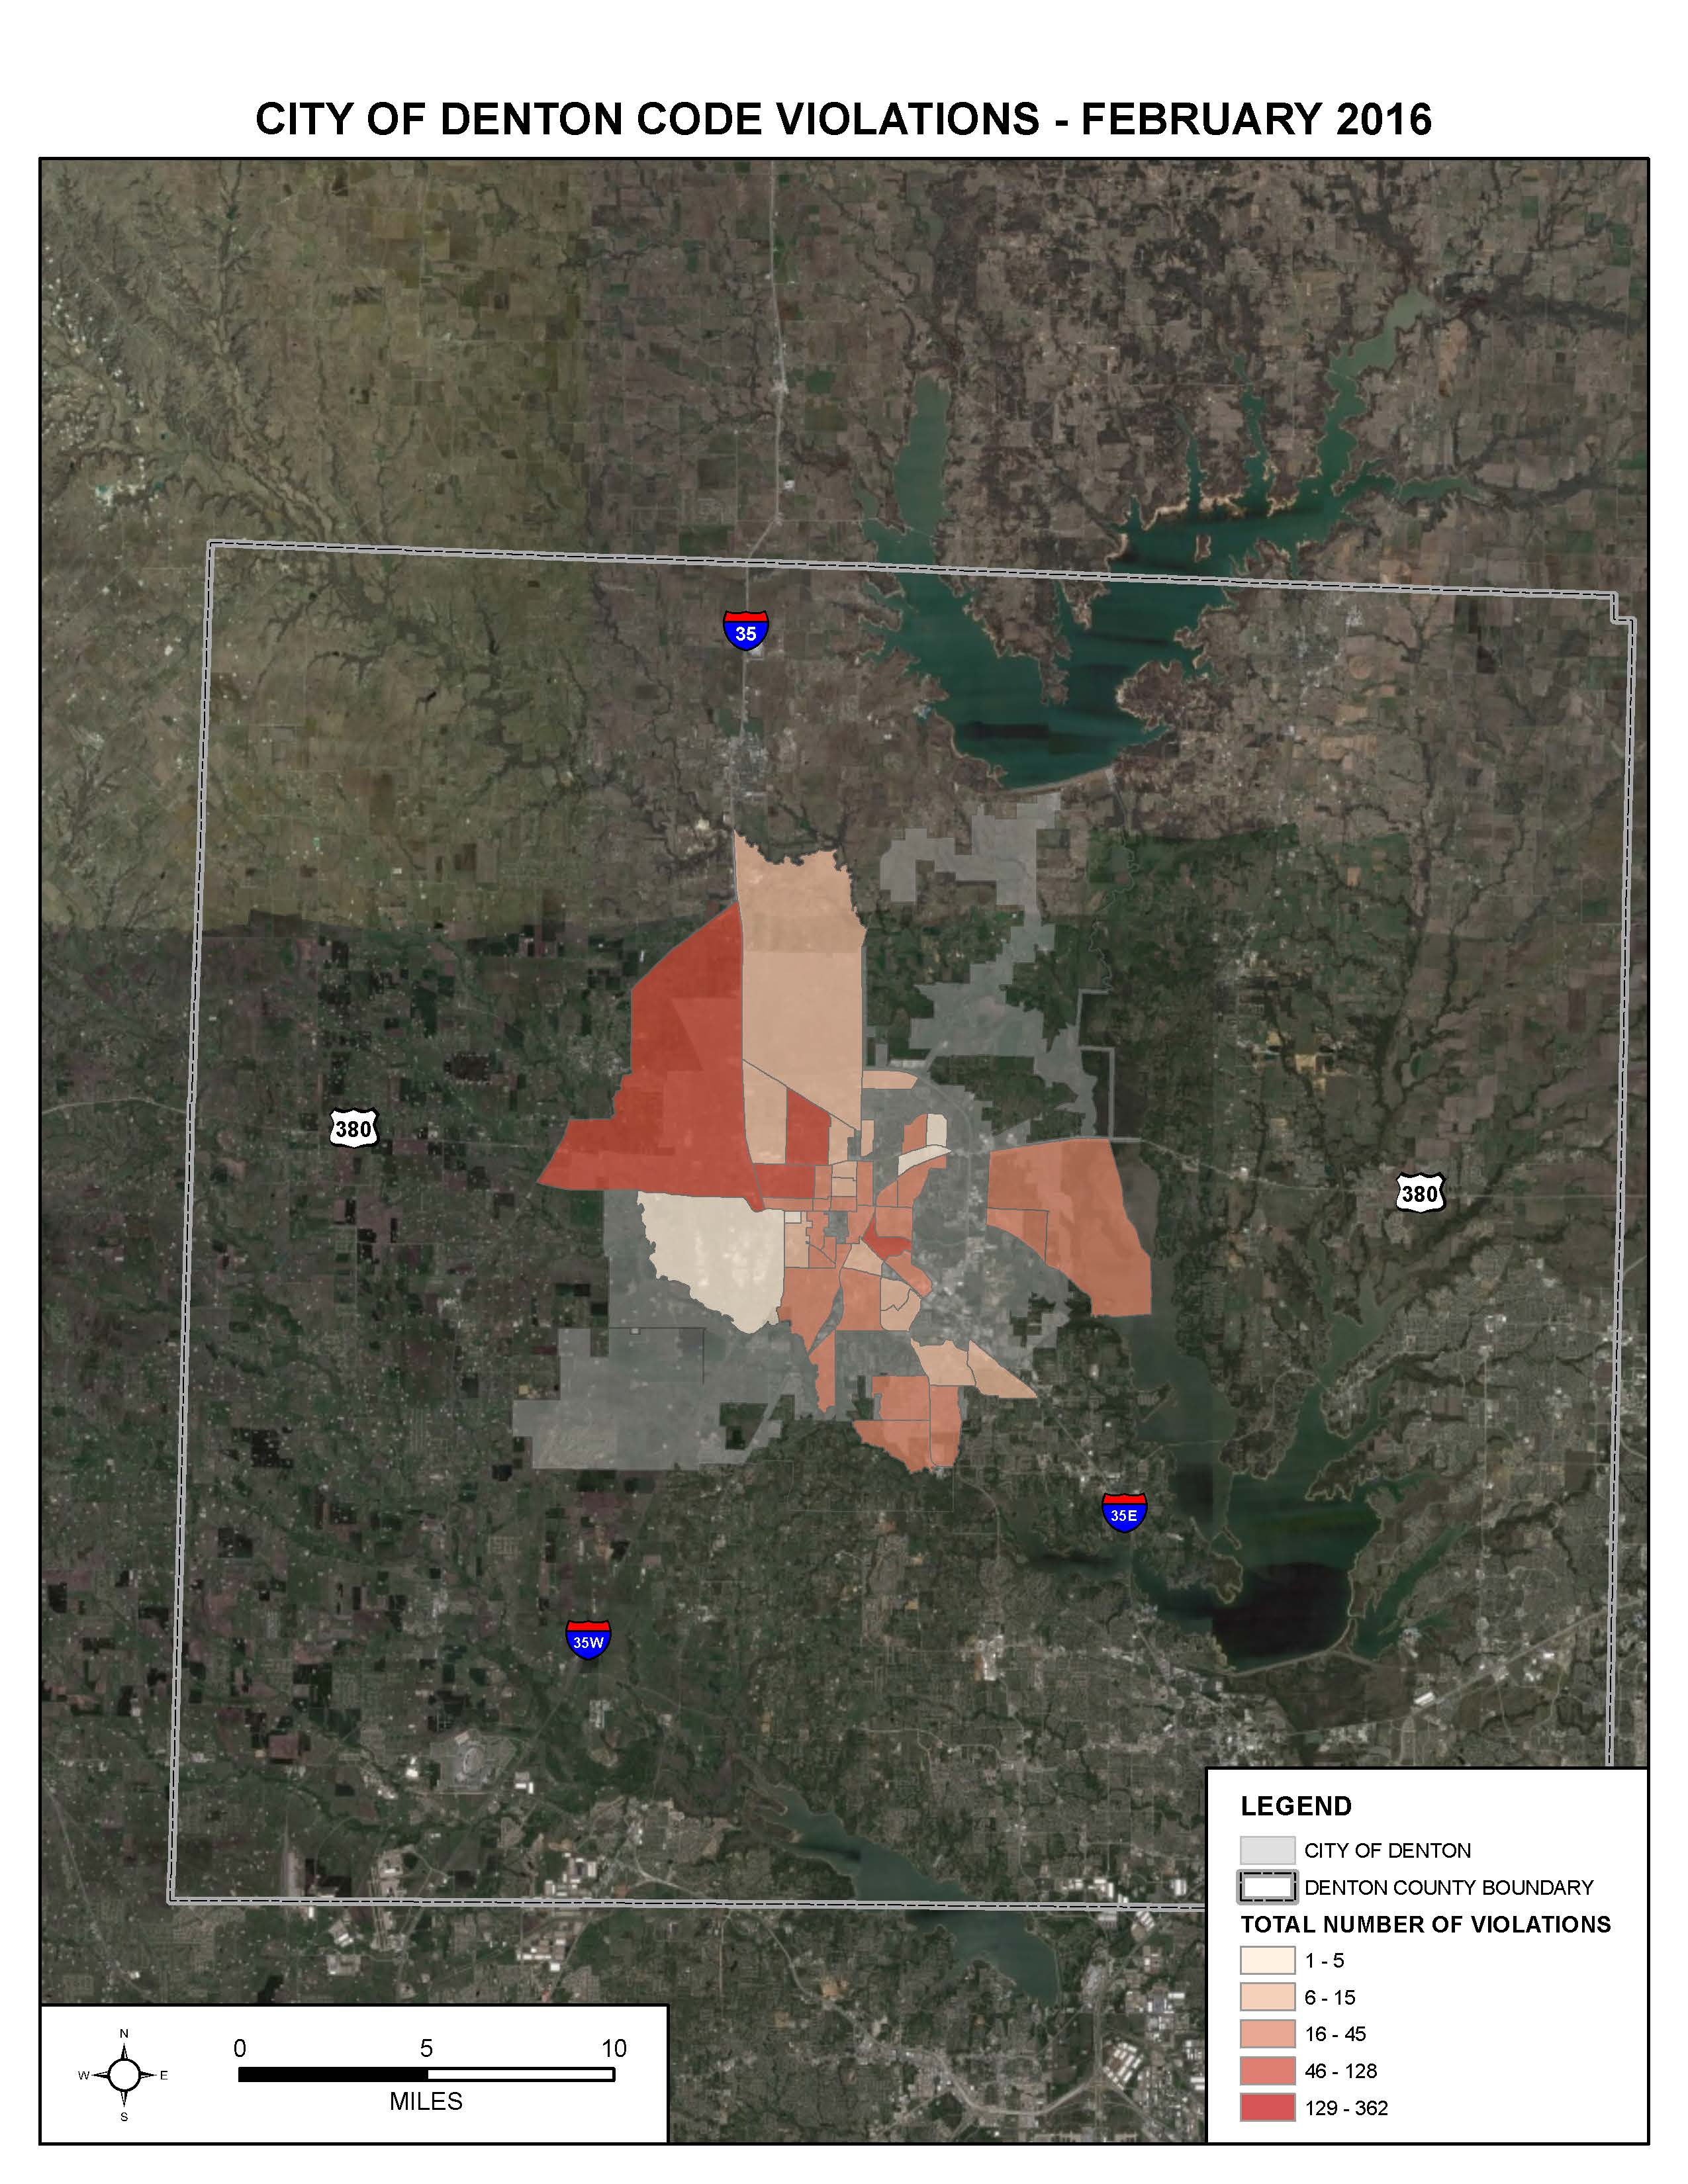 CITY OF DENTON CODE VIOLATIONS - FEBRUARY 2016
35
380
380
35E
35W
LEGEND
CITY OF DENTON
DENTON COUNTY BOUNDARY
TOTAL NUMBER OF VIOLATIONS
1 - 5
6 - 15
16 - 45
46 - 128
129 - 362
N
W E
S
0 5 10
MILES